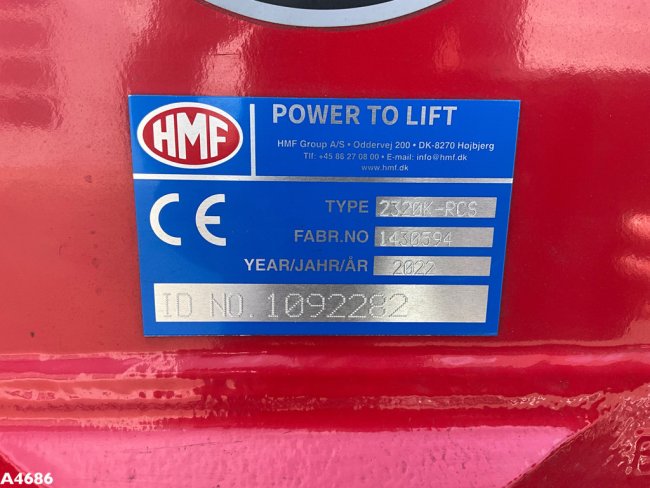 HMF
POWER TO LIFT
HMF Group A/S • Oddervej 200 • DK-8270 Højbjerg
Tlf: +45 86 27 08 00 • E-mail: info@hmf.dk
www.hmf.dk
CE
TYPE 2320K-RCS
FABR.NO 1430394
YEAR/JAHR/ÅR 2022
ID NO. 1092282
A4686